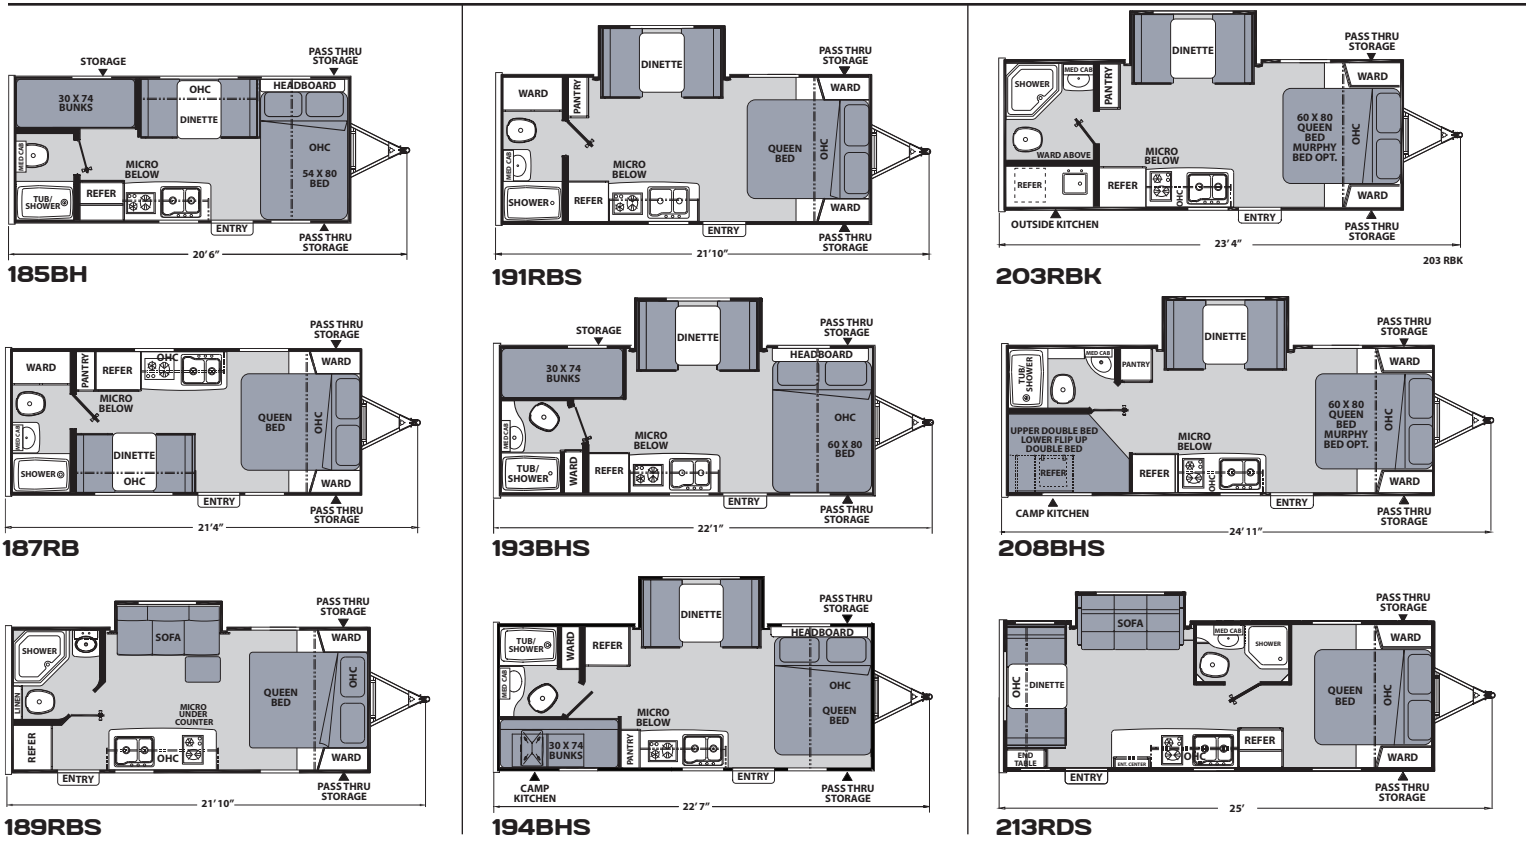 STORAGE
PASS THRU
STORAGE
30 X 74
BUNKS
OHC
DINETTE
HEADBOARD
OHC
54 X 80
BED
MED CAB
MICRO
BELOW
TUB/
SHOWER
REFER
ENTRY
PASS THRU
STORAGE
20' 6"
185BH
PASS THRU
STORAGE
WARD
PANTRY
REFER
OHC
WARD
MICRO
BELOW
QUEEN
BED
OHC
MED CAB
DINETTE
OHC
SHOWER
WARD
ENTRY
PASS THRU
STORAGE
21'4"
187RB
PASS THRU
STORAGE
SOFA
WARD
SHOWER
QUEEN
BED
OHC
LINEN
MICRO
UNDER
COUNTER
REFER
OHC
WARD
ENTRY
PASS THRU
STORAGE
21'10"
189RBS
DINETTE
PASS THRU
STORAGE
WARD
PANTRY
WARD
QUEEN
BED
OHC
MED CAB
MICRO
BELOW
SHOWER
REFER
WARD
ENTRY
PASS THRU
STORAGE
21'10"
191RBS
STORAGE
DINETTE
PASS THRU
STORAGE
HEADBOARD
30 X 74
BUNKS
OHC
60 X 80
BED
MED CAB
MICRO
BELOW
TUB/
SHOWER
WARD
REFER
ENTRY
PASS THRU
STORAGE
22'1"
193BHS
DINETTE
PASS THRU
STORAGE
HEADBOARD
TUB/
SHOWER
WARD
REFER
MED CAB
OHC
QUEEN
BED
MICRO
BELOW
30 X 74
BUNKS
PANTRY
ENTRY
CAMP
KITCHEN
PASS THRU
STORAGE
22' 7"
194BHS
DINETTE
PASS THRU
STORAGE
SHOWER
MED CAB
PANTRY
WARD
60 X 80
QUEEN
BED
MURPHY
BED OPT.
OHC
WARD ABOVE
MICRO
BELOW
REFER
REFER
OHC
WARD
OUTSIDE KITCHEN
ENTRY
PASS THRU
STORAGE
23' 4"
203 RBK
203RBK
DINETTE
PASS THRU
STORAGE
TUB/
SHOWER
MED CAB
PANTRY
WARD
60 X 80
QUEEN
BED
MURPHY
BED OPT.
OHC
UPPER DOUBLE BED
LOWER FLIP UP
DOUBLE BED
REFER
MICRO
BELOW
REFER
OHC
WARD
CAMP KITCHEN
ENTRY
PASS THRU
STORAGE
24' 11"
208BHS
SOFA
PASS THRU
STORAGE
MED CAB
SHOWER
WARD
OHC
DINETTE
QUEEN
BED
OHC
END
TABLE
ENT. CENTER
OHC
REFER
WARD
ENTRY
PASS THRU
STORAGE
25'
213RDS